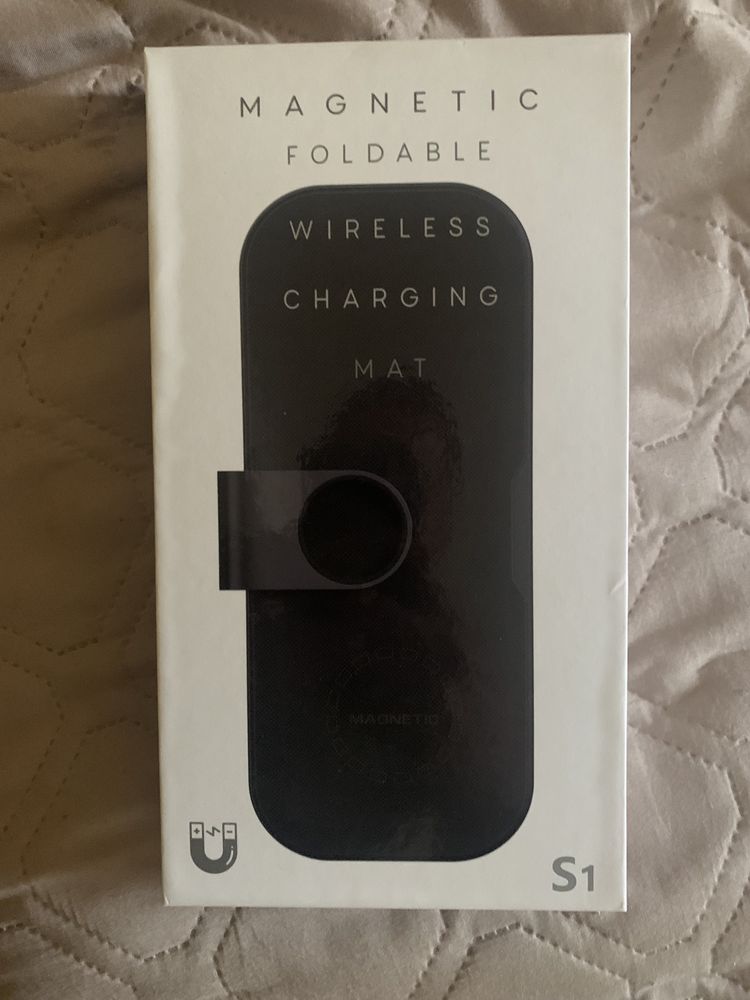 MAGNETIC
FOLDABLE
WIRELESS
CHARGING
MAT
MAGNETIC
S1